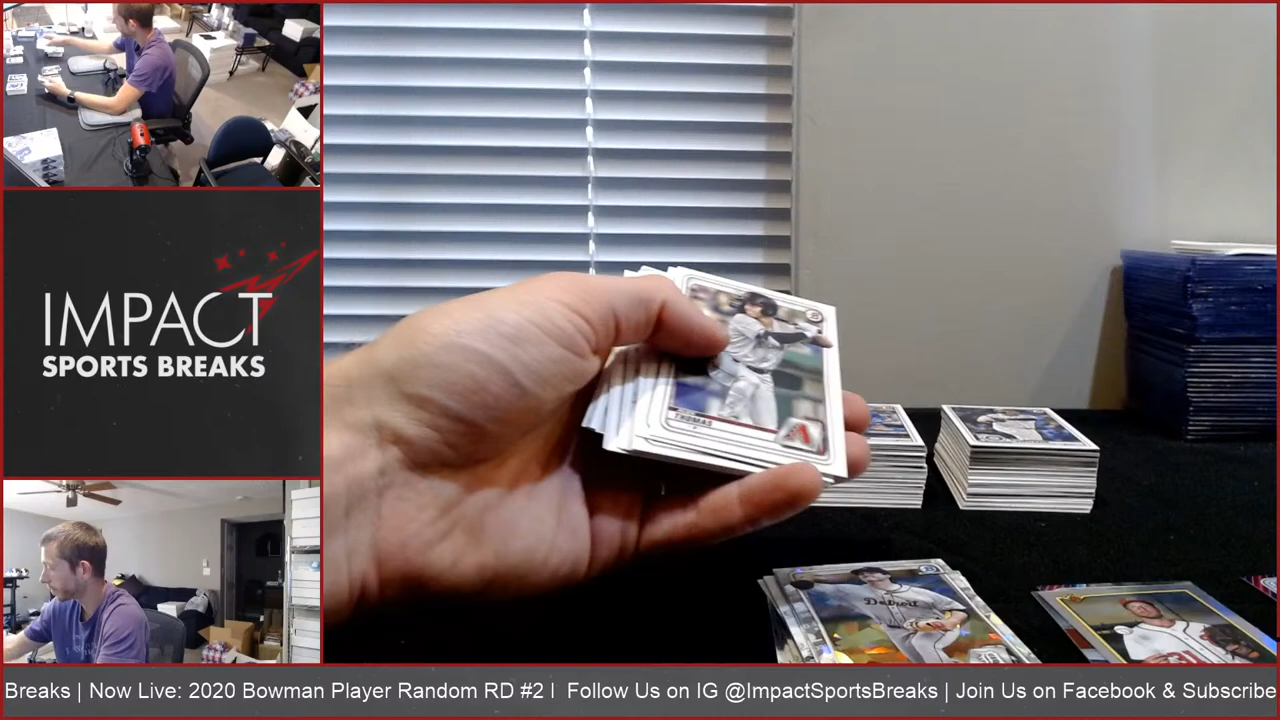 IMPACT
SPORTS BREAKS
THOMAS
Detroit
Breaks | Now Live: 2020 Bowman Player Random RD #2 | Follow Us on IG @ImpactSportsBreaks | Join Us on Facebook & Subscribe